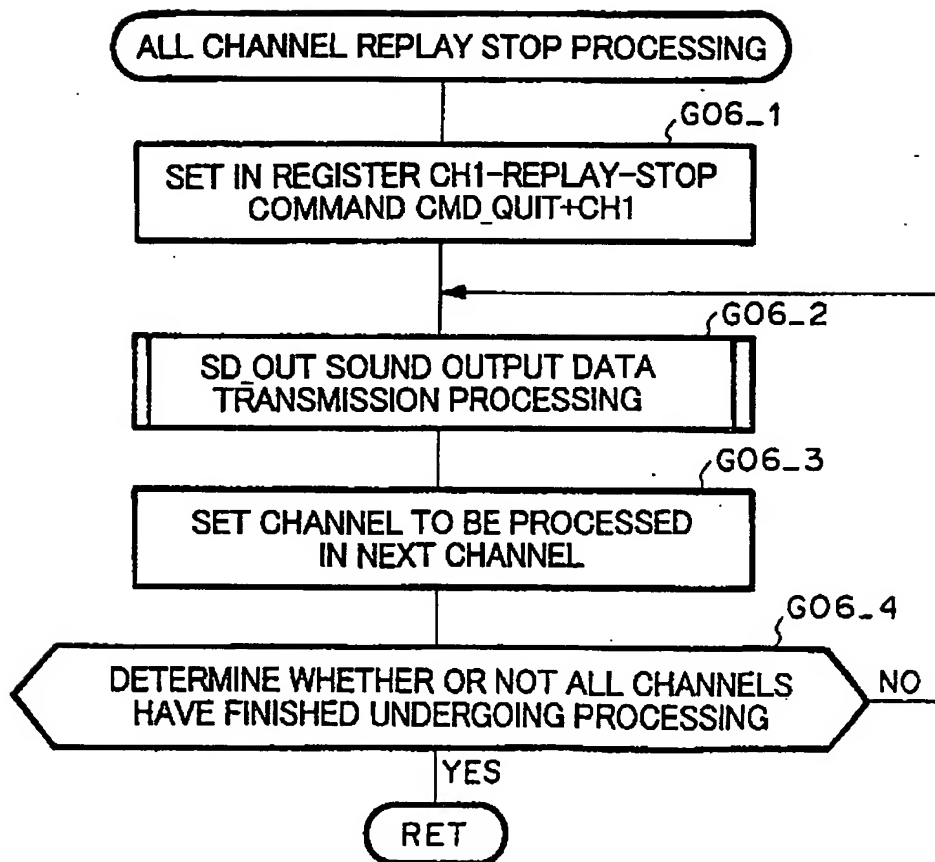 ALL CHANNEL REPLAY STOP PROCESSING
G06_1
SET IN REGISTER CH1-REPLAY-STOP
COMMAND CMD_QUIT+CH1
G06_2
SD_OUT SOUND OUTPUT DATA
TRANSMISSION PROCESSING
G06_3
SET CHANNEL TO BE PROCESSED
IN NEXT CHANNEL
G06_4
DETERMINE WHETHER OR NOT ALL CHANNELS
HAVE FINISHED UNDERGOING PROCESSING
NO
YES
RET